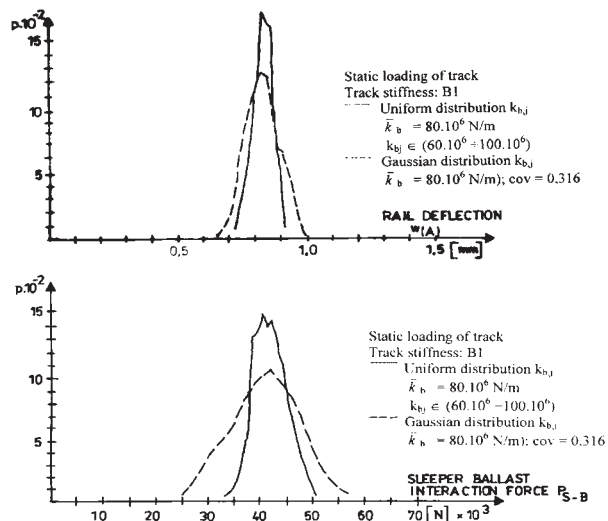 p.10⁻²
15
10
5
0,5
1,0
1,5 [mm]
Static loading of track
Track stiffness: B1
Uniform distribution k_b,j
k̄ b = 80.10⁶ N/m
k_bj ∈ (60.10⁶ ÷100.10⁶)
Gaussian distribution k_b,j
k̄ b = 80.10⁶ N/m); cov = 0.316
RAIL DEFLECTION
w(A)
p.10⁻²
15
10
5
10 20 30 40 50 60 70
Static loading of track
Track stiffness: B1
Uniform distribution k_b,j
k̄ b = 80.10⁶ N/m
k_bj ∈ (60.10⁶ −100.10⁶)
Gaussian distribution k_b,j
k̄ b = 80.10⁶ N/m); cov = 0.316
SLEEPER BALLAST
INTERACTION FORCE P_S-B
[N] × 10³